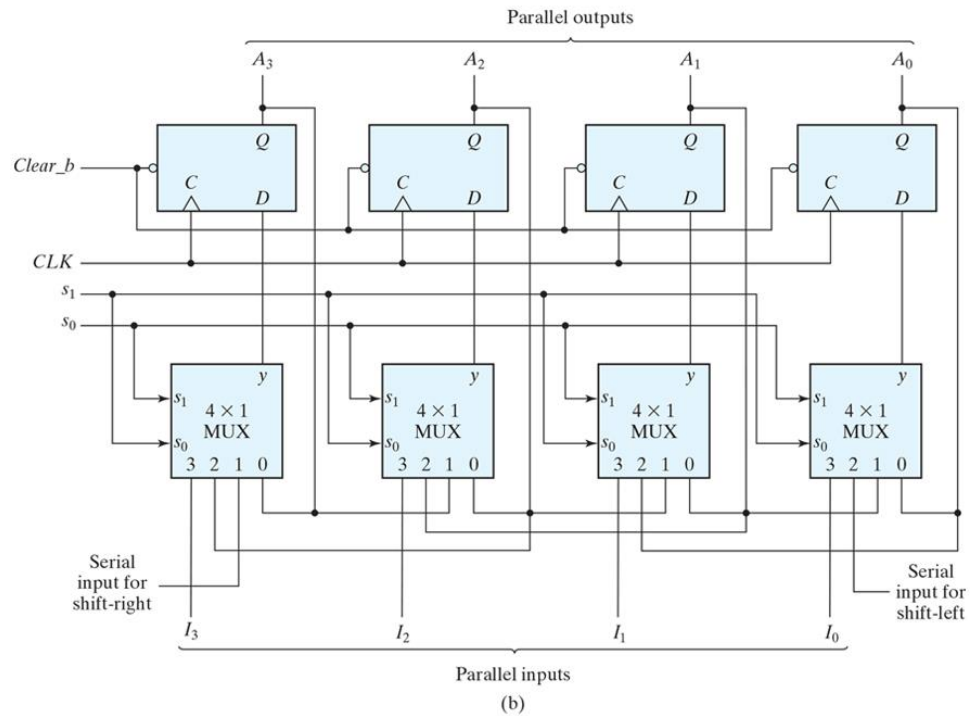 Parallel outputs
A₃ A₂ A₁ A₀
Q Q Q Q
Clear_b
C D C D C D C D
CLK
s₁
s₀
y y y y
s₁ s₁ s₁ s₁
4 × 1 4 × 1 4 × 1 4 × 1
MUX MUX MUX MUX
s₀ s₀ s₀ s₀
3 2 1 0 3 2 1 0 3 2 1 0 3 2 1 0
Serial
input for
shift-right
Serial
input for
shift-left
I₃ I₂ I₁ I₀
Parallel inputs
(b)